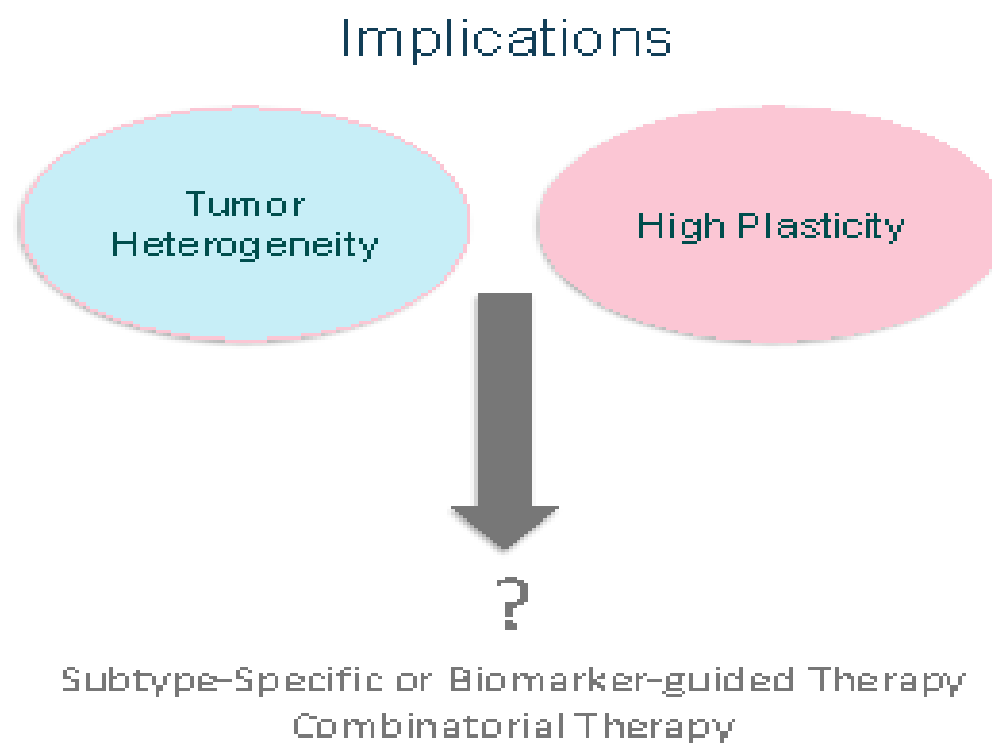 Implications
Tumor
Heterogeneity
High Plasticity
?
Subtype-Specific or Biomarker-guided Therapy
Combinatorial Therapy